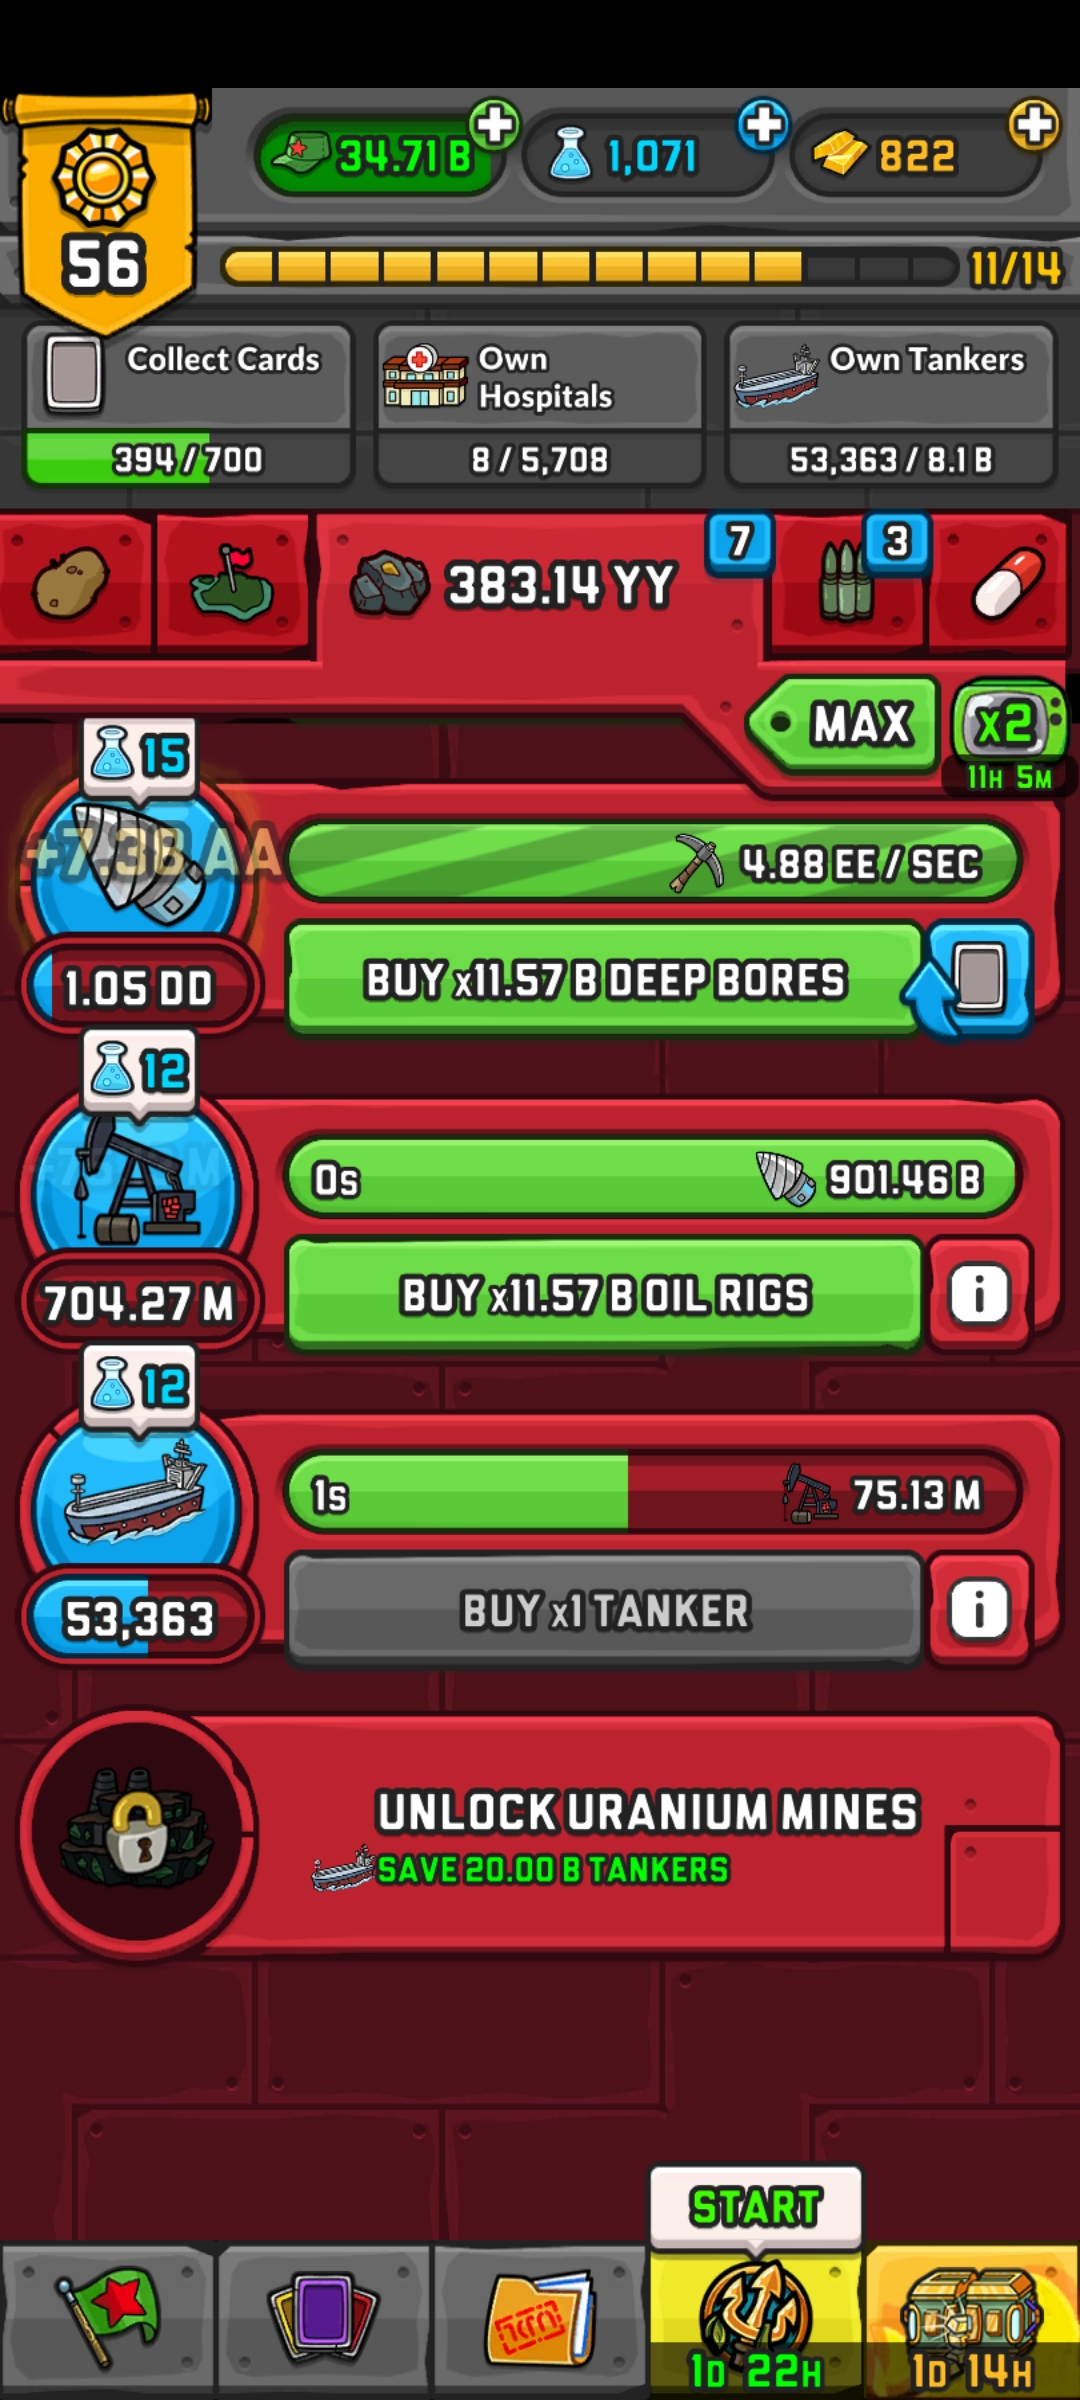 34.71 B
1,071
822
56
11/14
Collect Cards
394 / 700
Own
Hospitals
8 / 5,708
Own Tankers
53,363 / 8.1 B
383.14 YY
7
3
MAX
x2
11H 5M
15
+7.38 AA
4.88 EE / SEC
1.05 DD
BUY x11.57 B DEEP BORES
12
0s
901.46 B
704.27 M
BUY x11.57 B OIL RIGS
i
12
1s
75.13 M
53,363
BUY x1 TANKER
i
UNLOCK URANIUM MINES
SAVE 20.00 B TANKERS
START
1D 22H
1D 14H